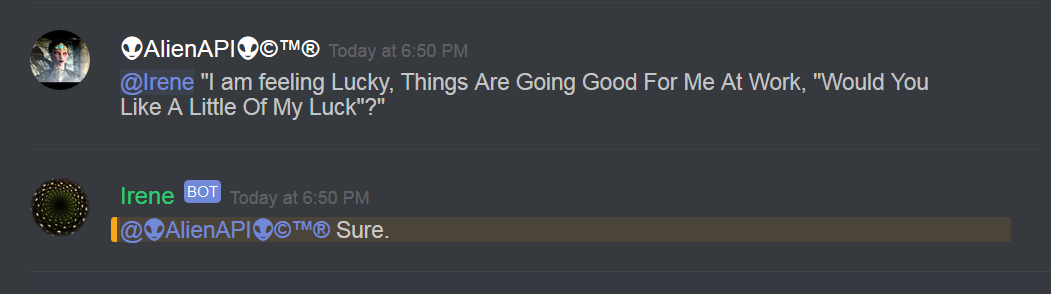 👽AlienAPI👽©™® Today at 6:50 PM
@Irene "I am feeling Lucky, Things Are Going Good For Me At Work, "Would You
Like A Little Of My Luck"?"
Irene BOT Today at 6:50 PM
@👽AlienAPI👽©™® Sure.